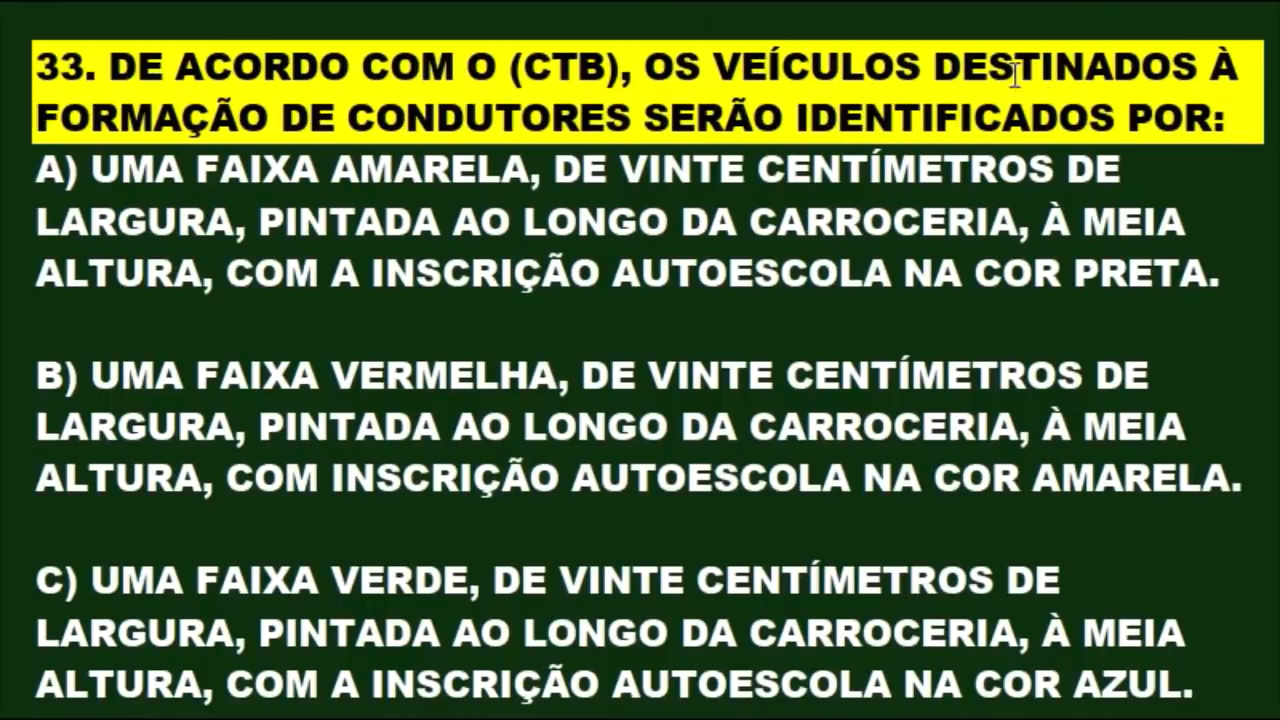 33. DE ACORDO COM O (CTB), OS VEÍCULOS DESTINADOS À
FORMAÇÃO DE CONDUTORES SERÃO IDENTIFICADOS POR:
A) UMA FAIXA AMARELA, DE VINTE CENTÍMETROS DE
LARGURA, PINTADA AO LONGO DA CARROCERIA, À MEIA
ALTURA, COM A INSCRIÇÃO AUTOESCOLA NA COR PRETA.
B) UMA FAIXA VERMELHA, DE VINTE CENTÍMETROS DE
LARGURA, PINTADA AO LONGO DA CARROCERIA, À MEIA
ALTURA, COM INSCRIÇÃO AUTOESCOLA NA COR AMARELA.
C) UMA FAIXA VERDE, DE VINTE CENTÍMETROS DE
LARGURA, PINTADA AO LONGO DA CARROCERIA, À MEIA
ALTURA, COM A INSCRIÇÃO AUTOESCOLA NA COR AZUL.